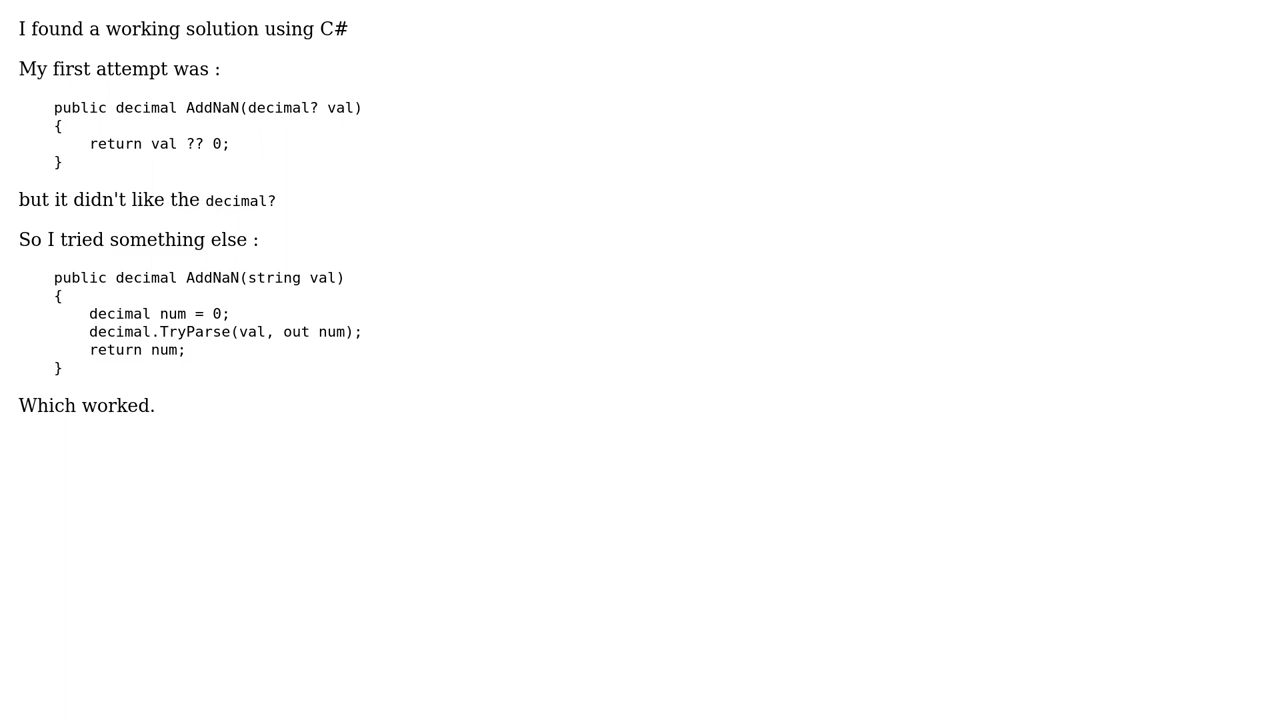 I found a working solution using C#
My first attempt was :
public decimal AddNaN(decimal? val)
{
    return val ?? 0;
}
but it didn't like the decimal?
So I tried something else :
public decimal AddNaN(string val)
{
    decimal num = 0;
    decimal.TryParse(val, out num);
    return num;
}
Which worked.